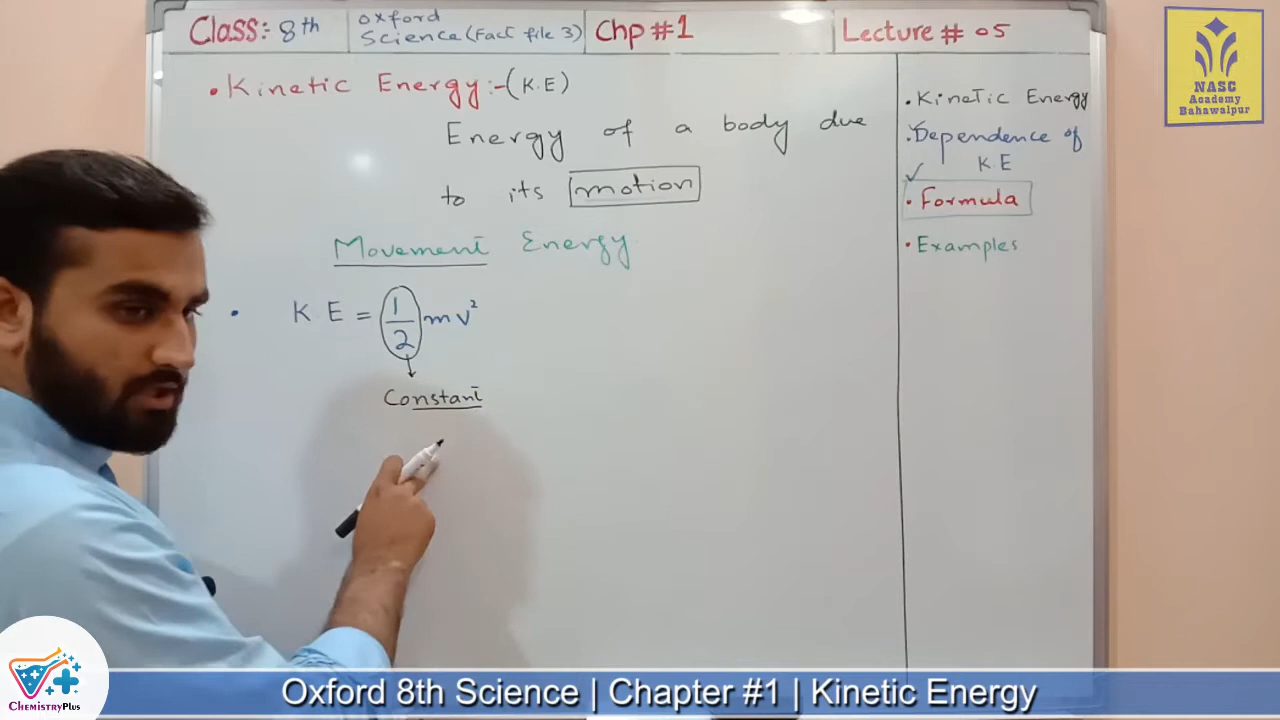 Class: 8th
Oxford
Science (Fact file 3)
Chp #1
Lecture # 05
• Kinetic Energy:- (K.E)
Energy of a body due
to its motion
Movement Energy
• K E = 1/2 mv²
Constant
• Kinetic Energy
• Dependence of
K E
✓
• Formula
• Examples
NASC
Academy
Bahawalpur
ChemistryPlus
Oxford 8th Science | Chapter #1 | Kinetic Energy